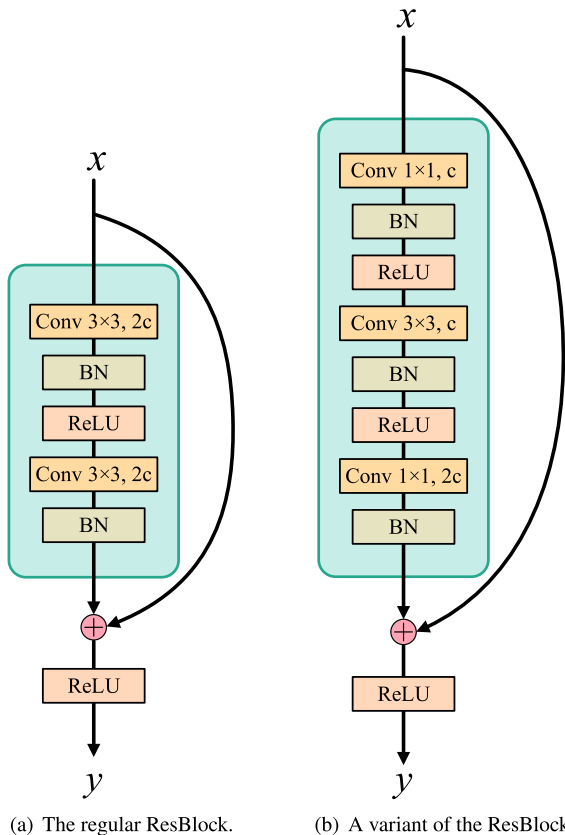 x
Conv 3×3, 2c
BN
ReLU
Conv 3×3, 2c
BN
+
ReLU
y
(a) The regular ResBlock.
x
Conv 1×1, c
BN
ReLU
Conv 3×3, c
BN
ReLU
Conv 1×1, 2c
BN
+
ReLU
y
(b) A variant of the ResBlock